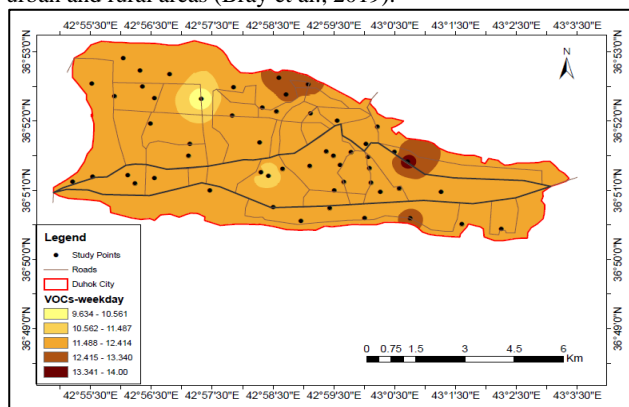 urban and rural areas (Bray et al., 2019).
42°55'30"E 42°56'30"E 42°57'30"E 42°58'30"E 42°59'30"E 43°0'30"E 43°1'30"E 43°2'30"E 43°3'30"E
36°53'0"N 36°53'0"N
N
36°52'0"N 36°52'0"N
36°51'0"N 36°51'0"N
36°50'0"N 36°50'0"N
36°49'0"N 36°49'0"N
Legend
Study Points
Roads
Duhok City
VOCs-weekday
9.634 - 10.561
10.562 - 11.487
11.488 - 12.414
12.415 - 13.340
13.341 - 14.00
0 0.75 1.5 3 4.5 6
Km
42°55'30"E 42°56'30"E 42°57'30"E 42°58'30"E 42°59'30"E 43°0'30"E 43°1'30"E 43°2'30"E 43°3'30"E